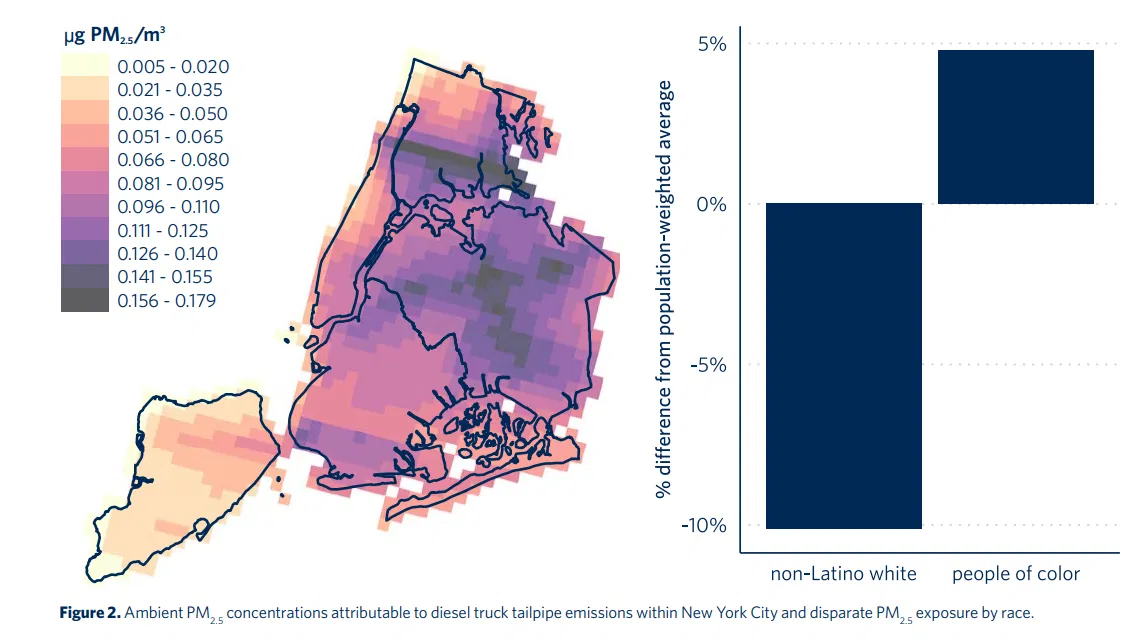 µg PM2.5/m³
0.005 - 0.020
0.021 - 0.035
0.036 - 0.050
0.051 - 0.065
0.066 - 0.080
0.081 - 0.095
0.096 - 0.110
0.111 - 0.125
0.126 - 0.140
0.141 - 0.155
0.156 - 0.179
% difference from population-weighted average
5%
0%
-5%
-10%
non-Latino white
people of color
Figure 2. Ambient PM2.5 concentrations attributable to diesel truck tailpipe emissions within New York City and disparate PM2.5 exposure by race.